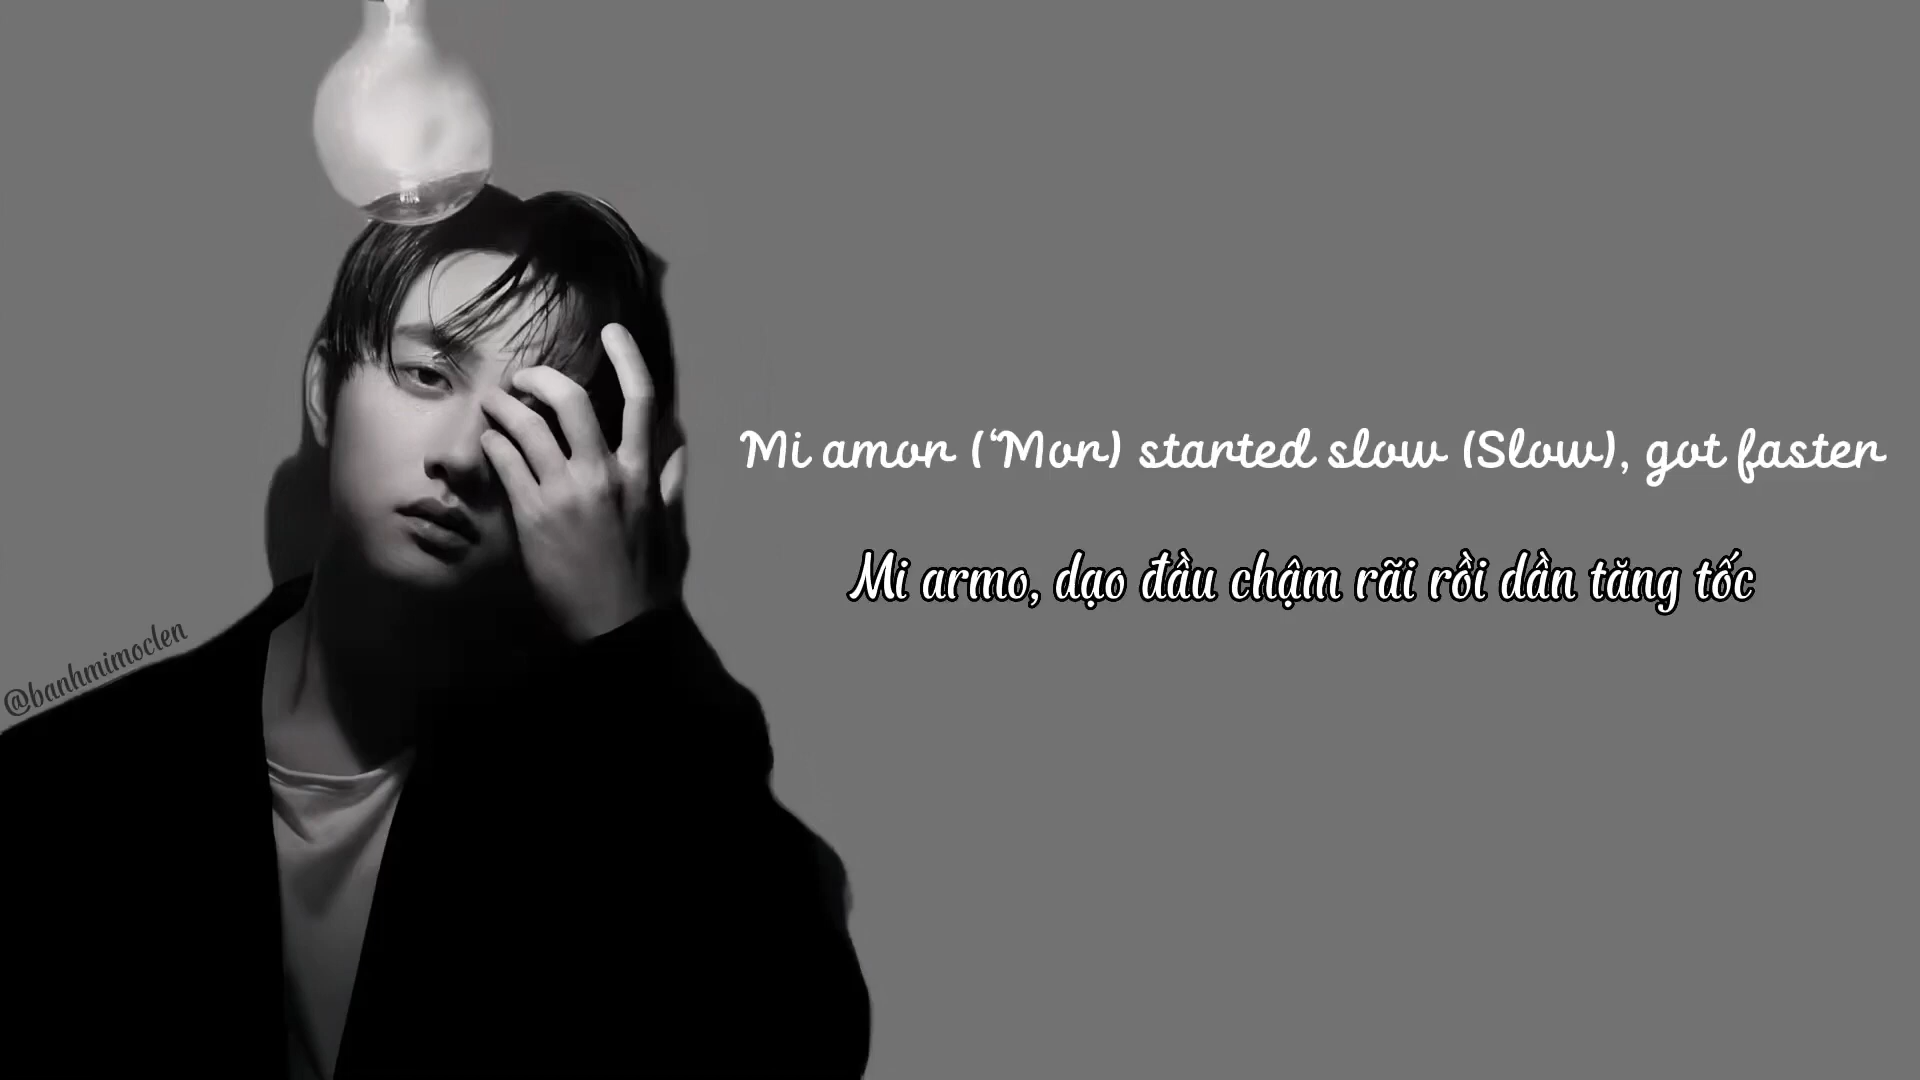 Mi amor (‘Mor) started slow (Slow), got faster
Mi armo, dạo đầu chậm rãi rồi dần tăng tốc
@banhmimoclen